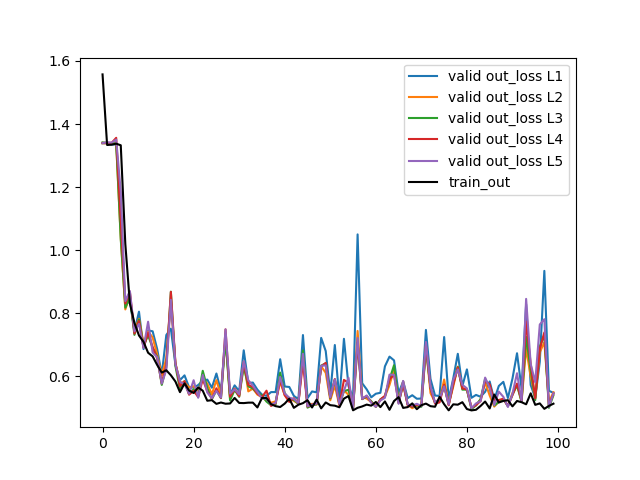 1.6
1.4
1.2
1.0
0.8
0.6
0
20
40
60
80
100
valid out_loss L1
valid out_loss L2
valid out_loss L3
valid out_loss L4
valid out_loss L5
train_out